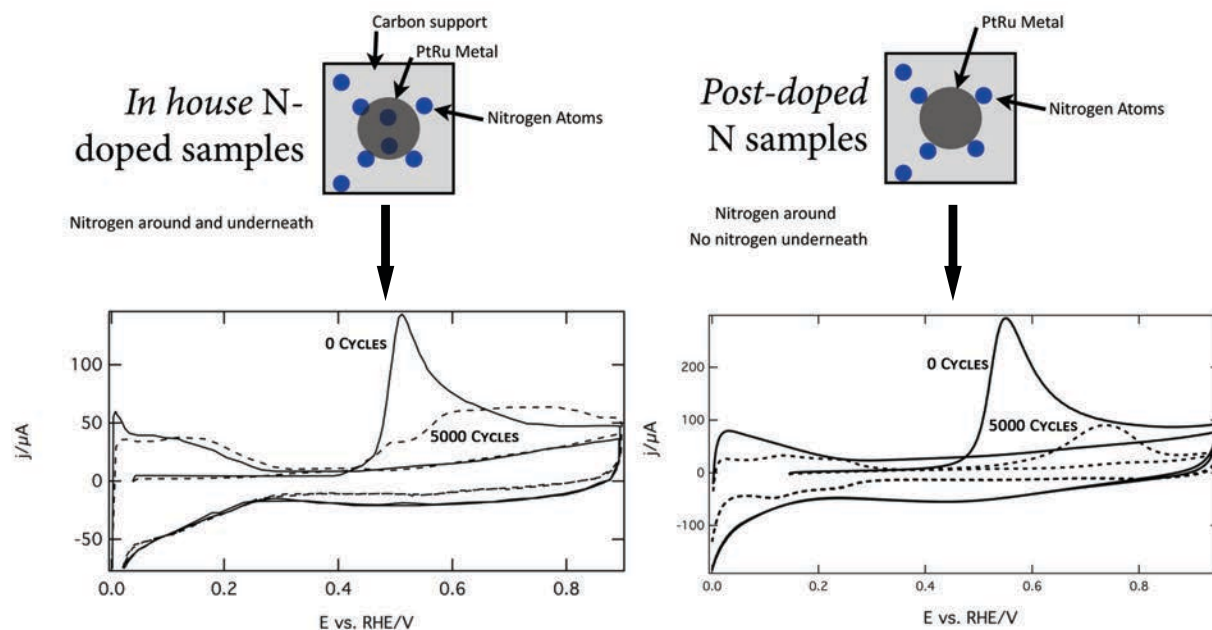 Carbon support
PtRu Metal
In house N-
doped samples
Nitrogen Atoms
Nitrogen around and underneath
PtRu Metal
Post-doped
N samples
Nitrogen Atoms
Nitrogen around
No nitrogen underneath
0 CYCLES
5000 CYCLES
100
50
0
-50
j/µA
0.0 0.2 0.4 0.6 0.8
E vs. RHE/V
0 CYCLES
5000 CYCLES
200
100
0
-100
j/µA
0.0 0.2 0.4 0.6 0.8
E vs. RHE/V